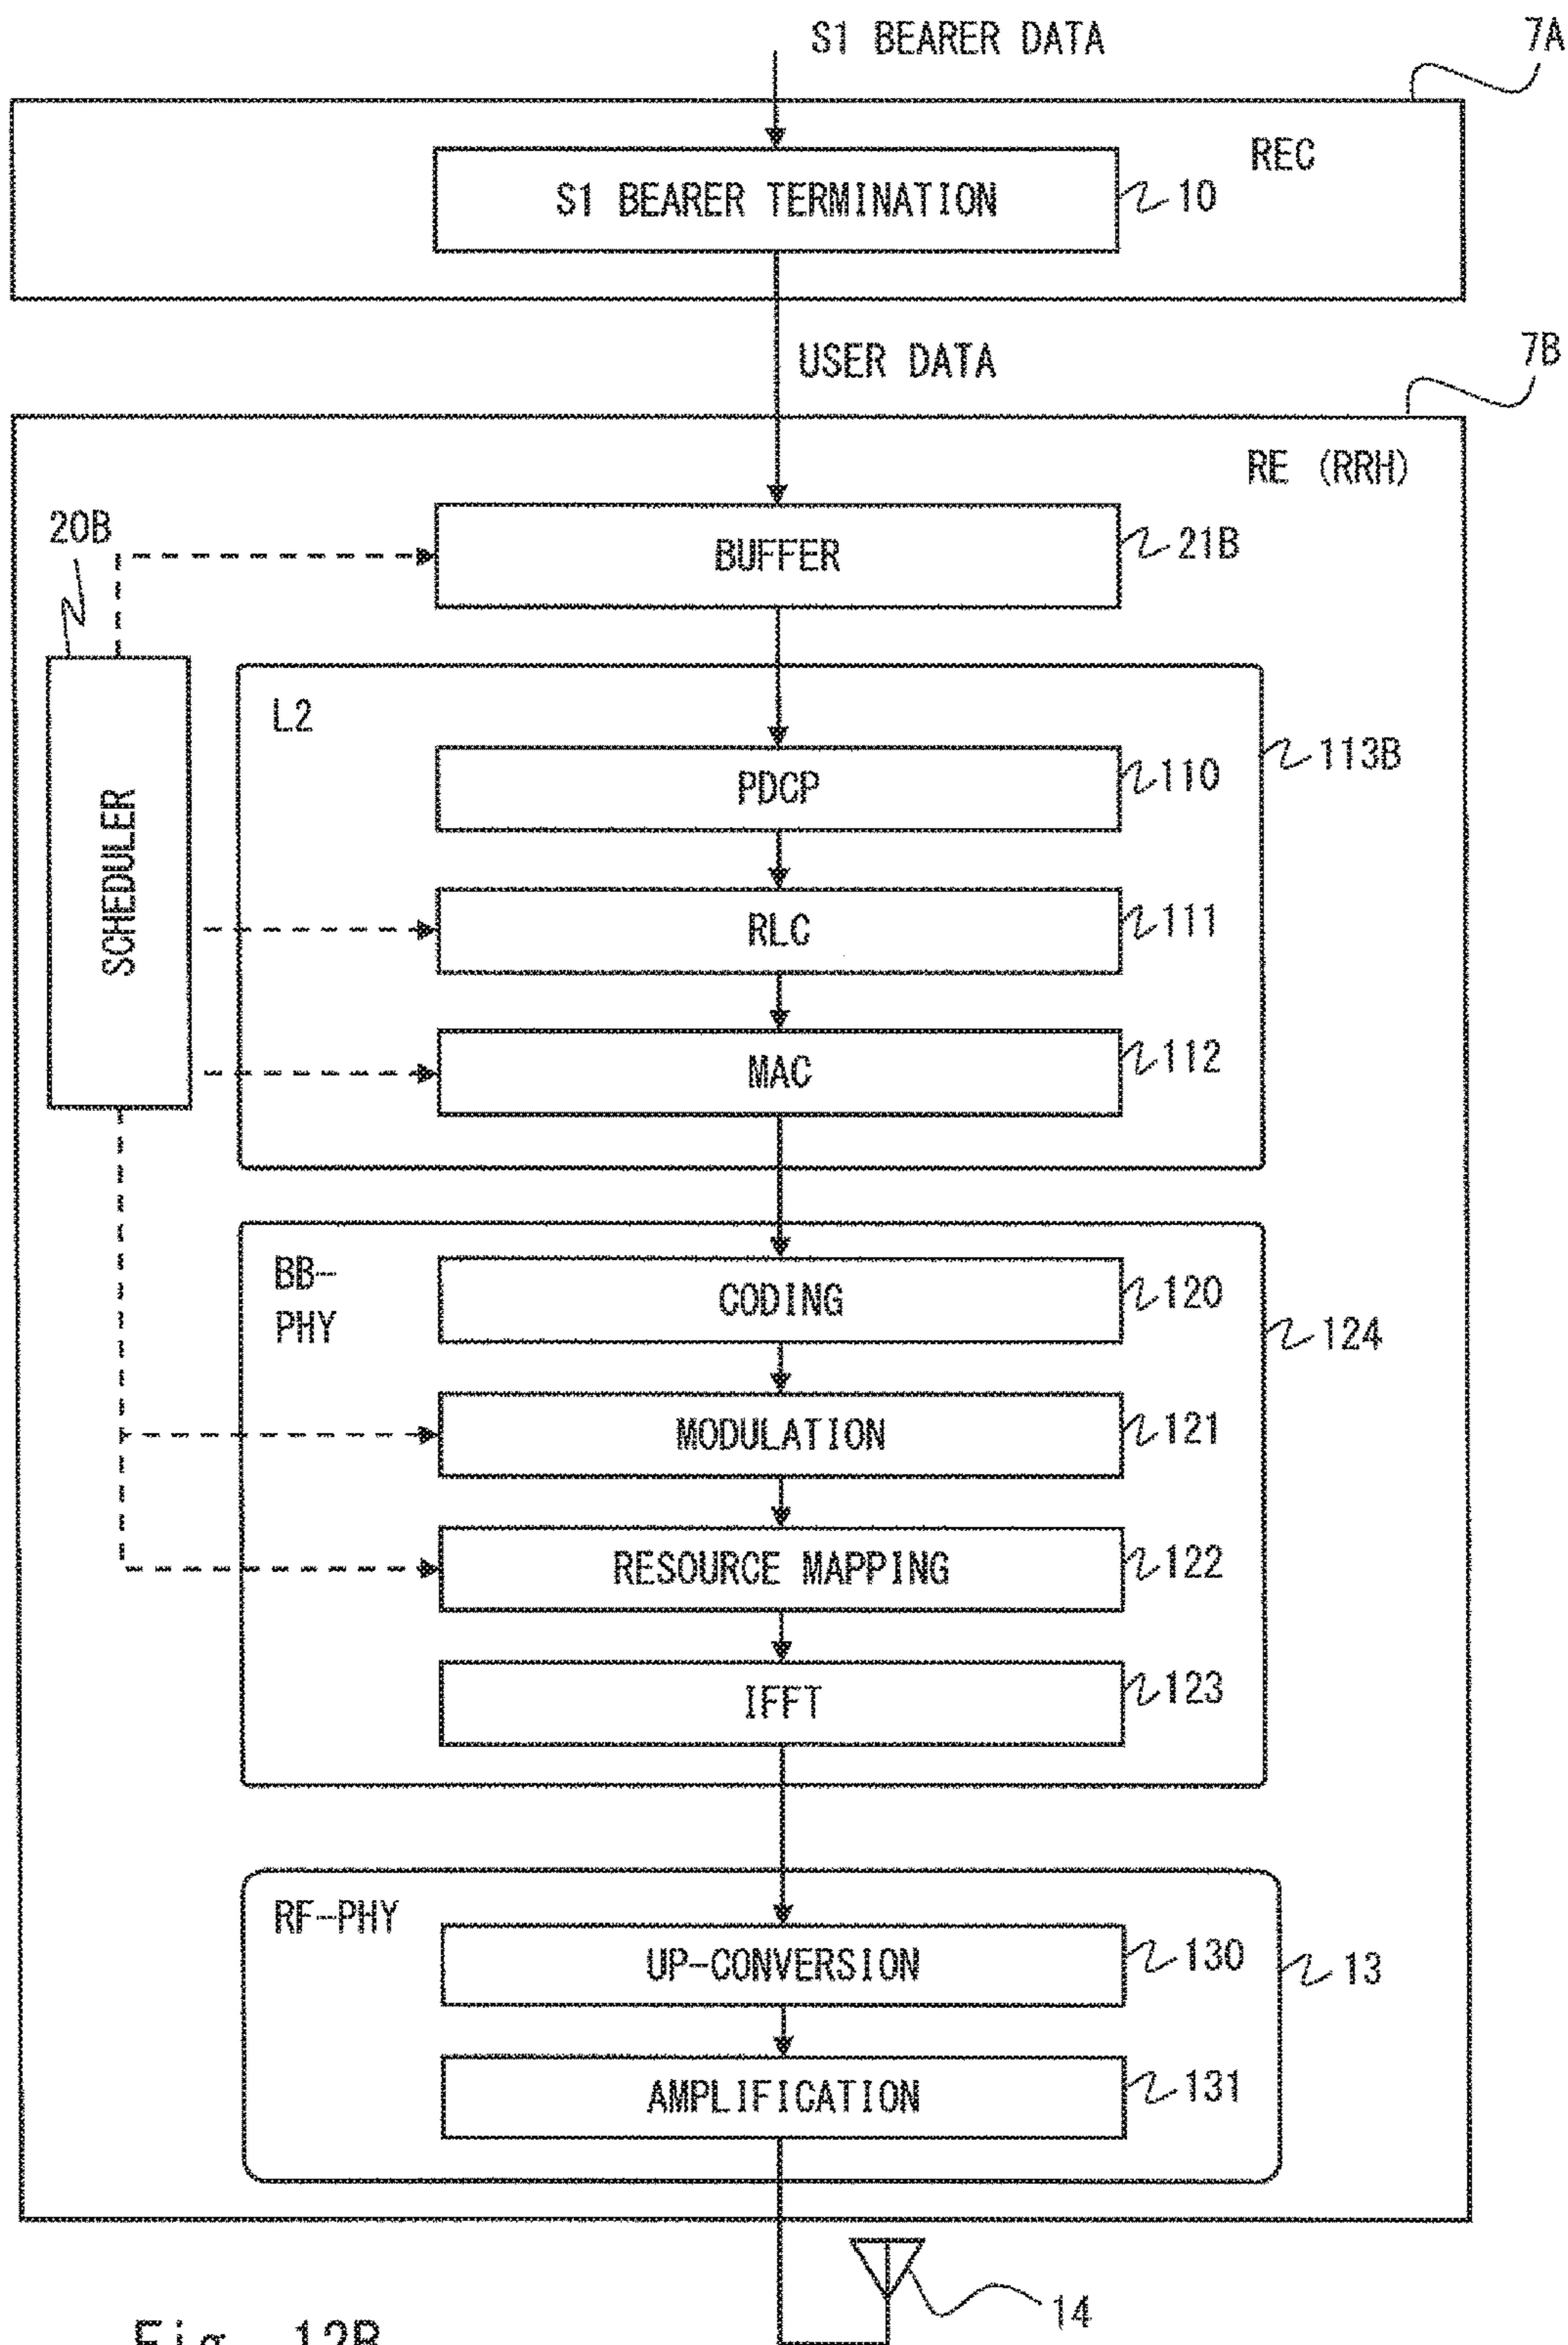 S1 BEARER DATA
7A
REC
S1 BEARER TERMINATION
10
USER DATA
7B
RE (RRH)
20B
BUFFER
21B
L2
SCHEDULER
PDCP
110
113B
RLC
111
MAC
112
BB-
PHY
CODING
120
124
MODULATION
121
RESOURCE MAPPING
122
IFFT
123
RF-PHY
UP-CONVERSION
130
13
AMPLIFICATION
131
14
Fig. 12B